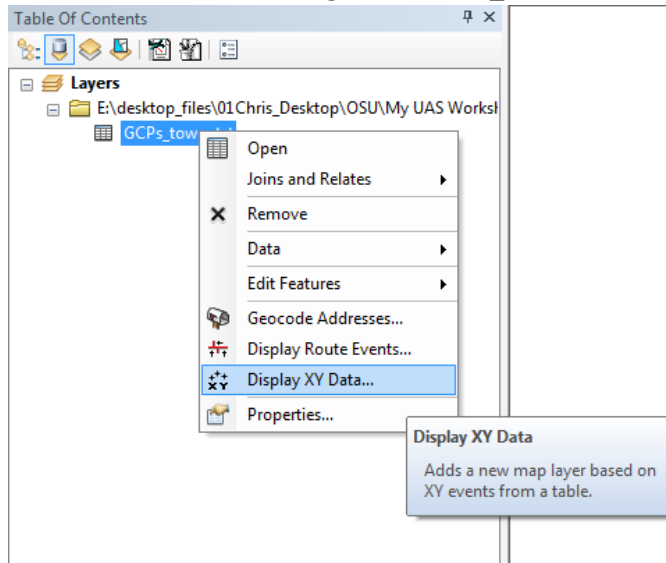 Table Of Contents
Layers
E:\desktop_files\01Chris_Desktop\OSU\My UAS
Open
Joins and Relates
Remove
Data
Edit Features
Geocode Addresses...
Display Route Events...
Display XY Data...
Properties...
Display XY Data
Adds a new map layer based on
XY events from a table.